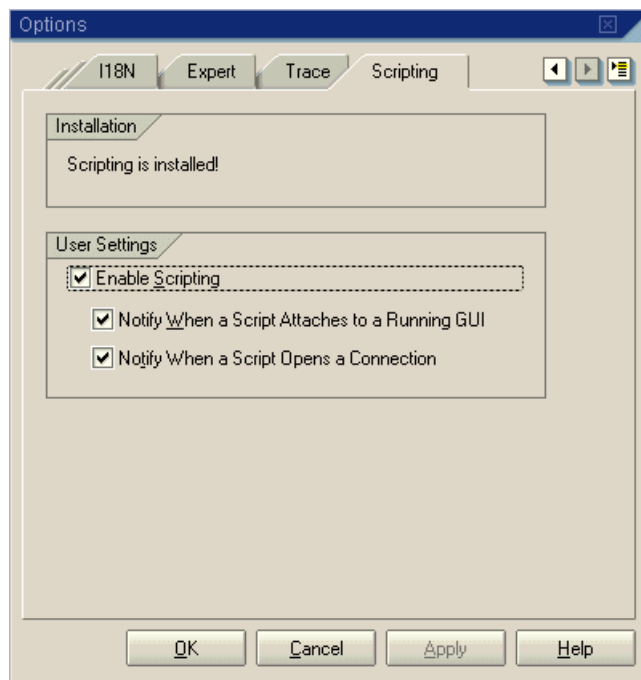 Options
I18N Expert Trace Scripting
Installation
Scripting is installed!
User Settings
Enable Scripting
Notify When a Script Attaches to a Running GUI
Notify When a Script Opens a Connection
OK Cancel Apply Help